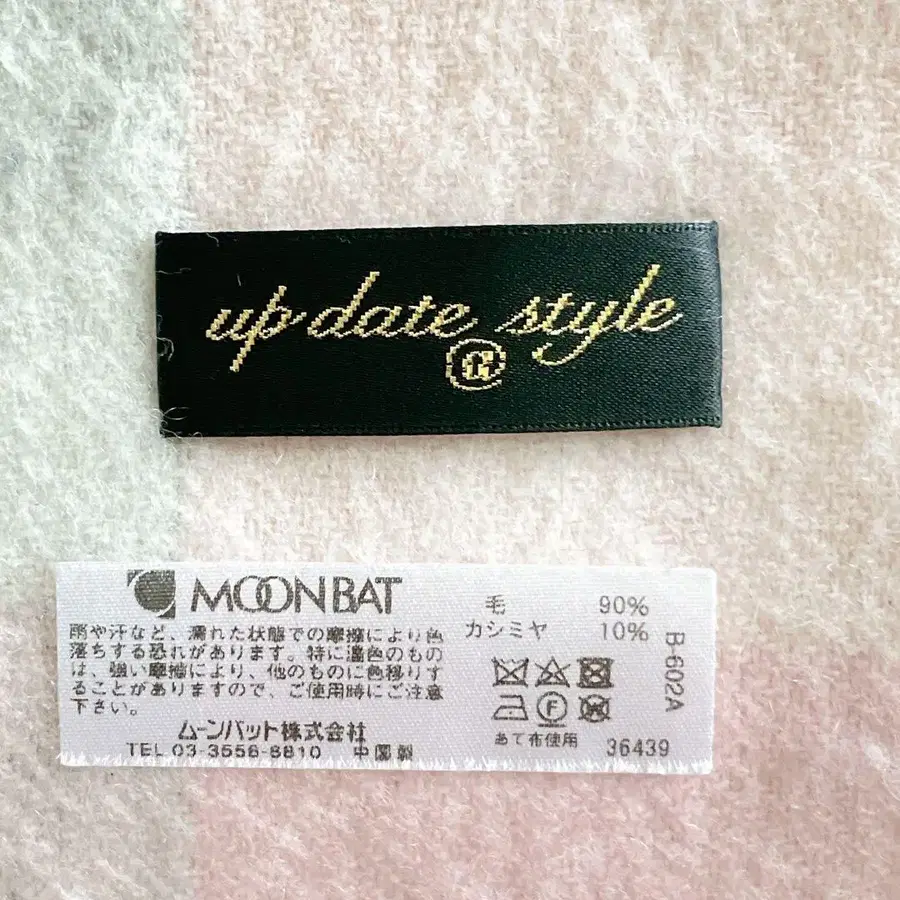 up date style
MOONBAT
雨や汗など、濡れた状態での摩擦により色
落ちする恐れがあります。特に濃色のもの
は、強い摩擦により、他のものに色移りす
ることがありますので、ご使用時にご注意
下さい。
ムーンバット株式会社
TEL 03-3556-6810 中国製
毛 90%
カシミヤ 10%
F
あて布使用 36439
B-602A